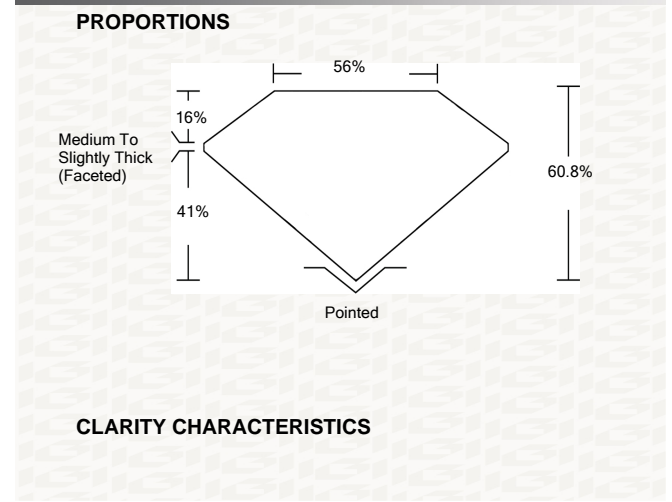 PROPORTIONS
56%
16%
Medium To
Slightly Thick
(Faceted)
60.8%
41%
Pointed
CLARITY CHARACTERISTICS